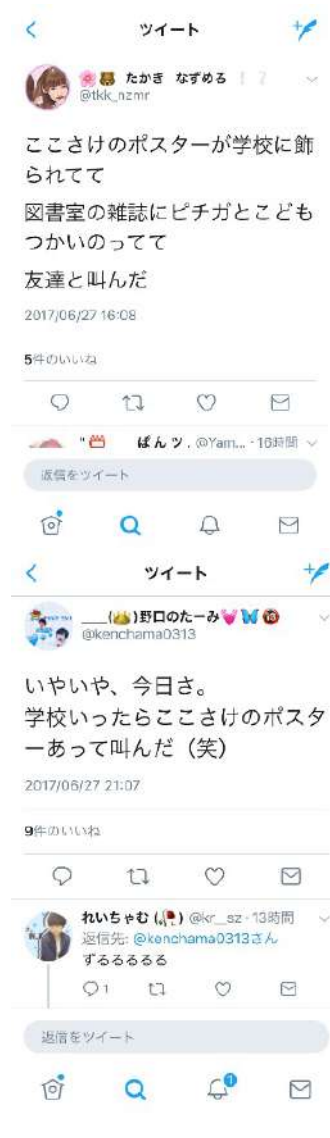 ツイート
たかき なずめる
@tkk_nzmr
ここさけのポスターが学校に飾
られてて
図書室の雑誌にピチガとこども
つかいのってて
友達と叫んだ
2017/06/27 16:08
5件のいいね
ぱんツ. @Yam... · 16時間
返信をツイート
ツイート
___(👑)野口のたーみ
@kenchama0313
いやいや、今日さ。
学校いったらここさけのポスタ
ーあって叫んだ（笑）
2017/06/27 21:07
9件のいいね
れいちゃむ( ) @kr__sz · 13時間
返信先: @kenchama0313さん
ずるるるるる
1
返信をツイート
1